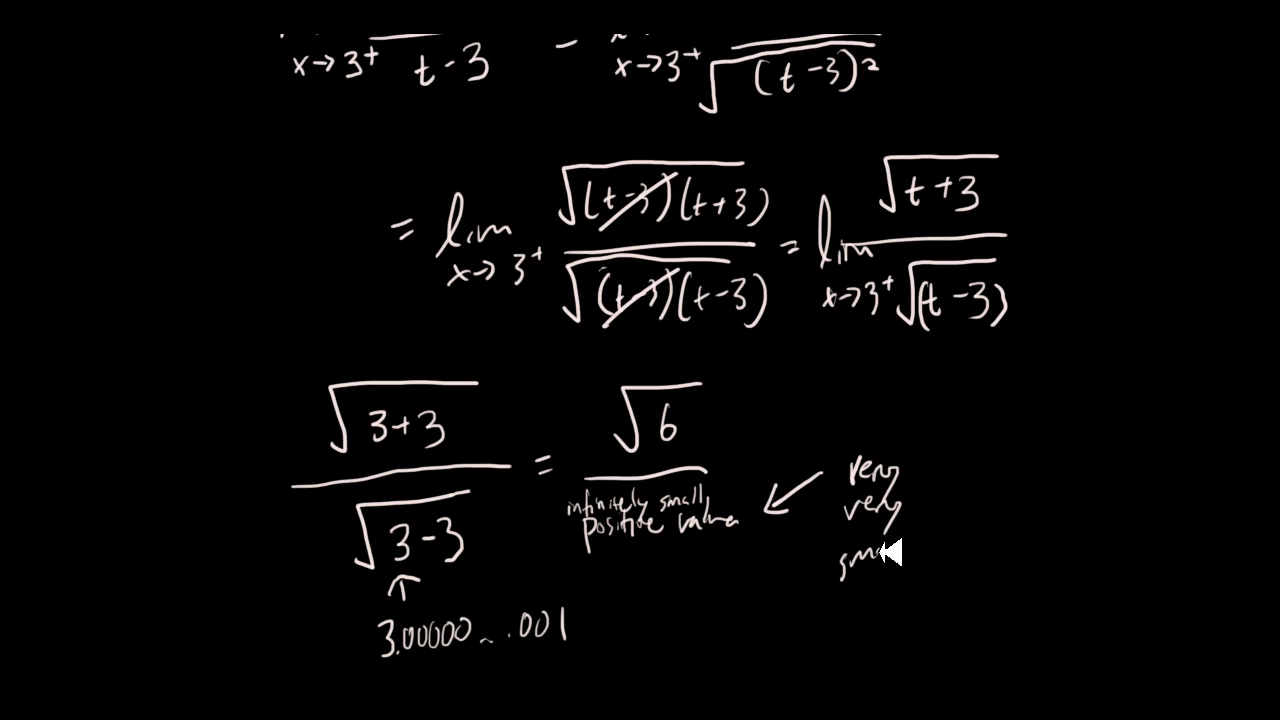 x→3⁺ t-3 - x→3⁺ √(t-3)²
= lim x→3⁺ √(t-3)(t+3) / √(t-3)(t-3) = lim x→3⁺ √t+3 / √(t-3)
√3+3 / √3-3 = √6 / infinitely small positive value
↑
3.00000~.001
very
very